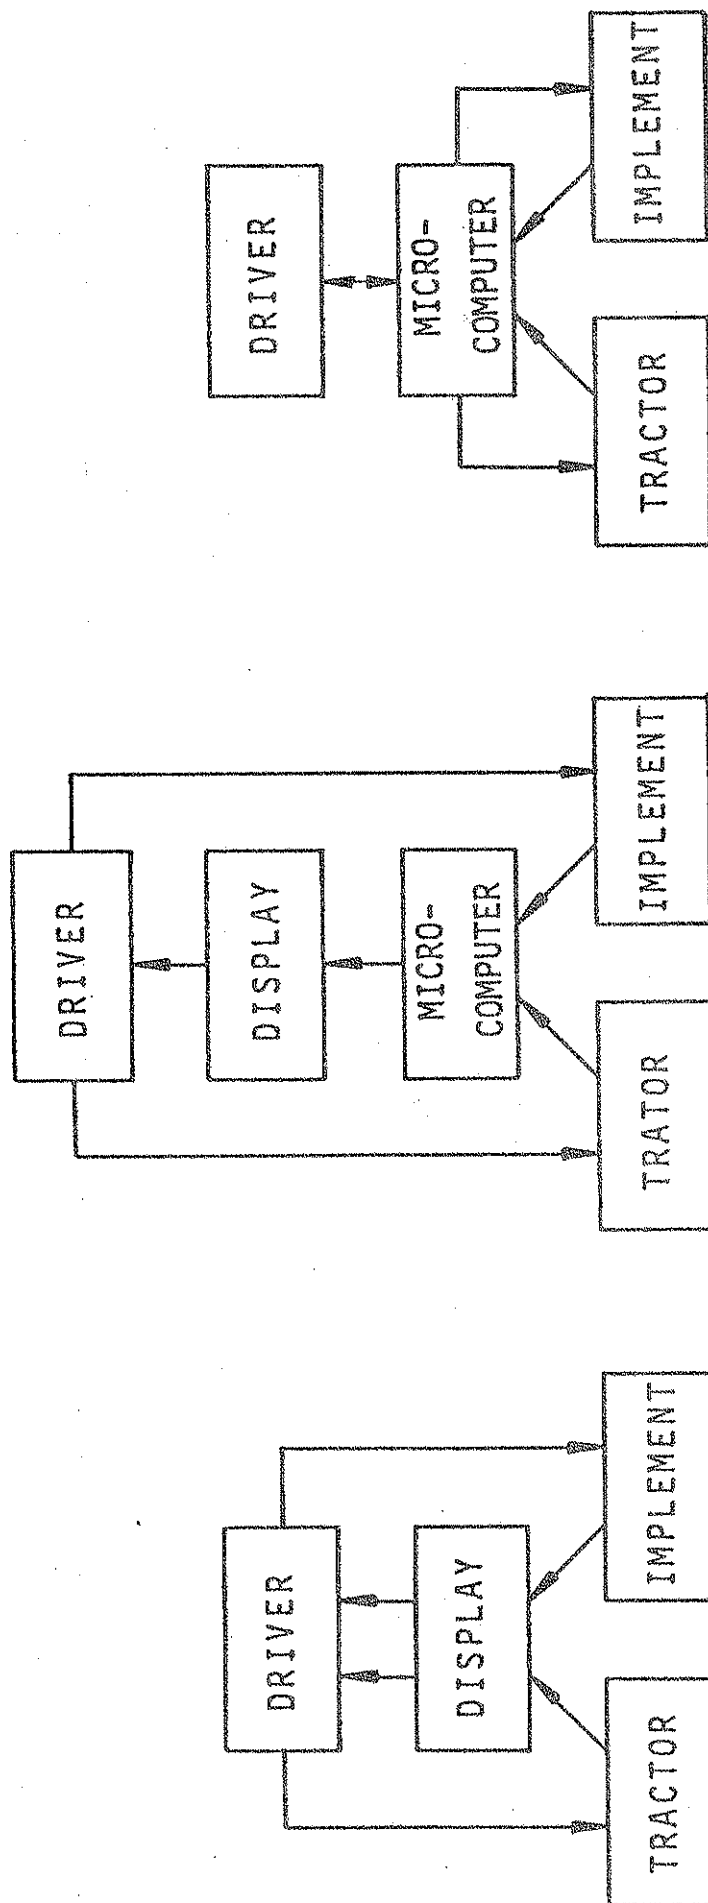 DRIVER
DISPLAY
TRACTOR
IMPLEMENT
DRIVER
DISPLAY
MICRO-
COMPUTER
TRATOR
IMPLEMENT
DRIVER
MICRO-
COMPUTER
TRACTOR
IMPLEMENT